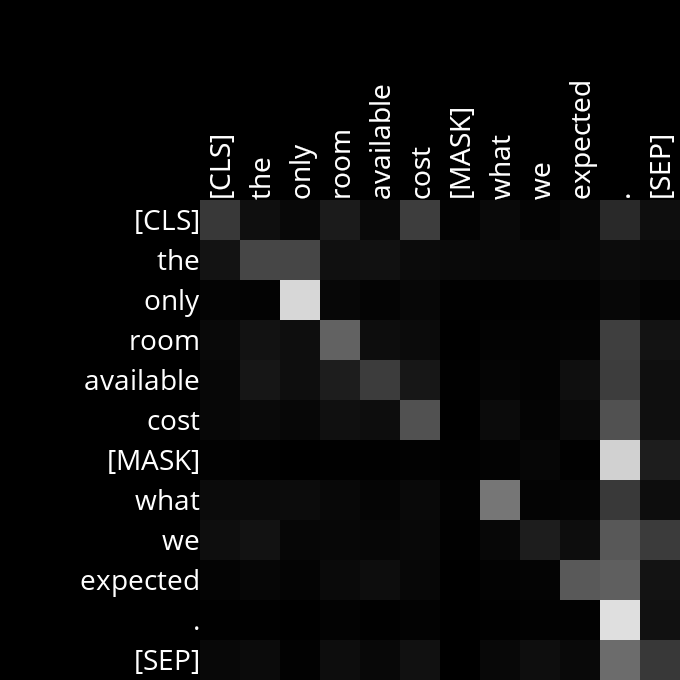 [CLS] the only room available cost [MASK] what we expected . [SEP]
[CLS]
the
only
room
available
cost
[MASK]
what
we
expected
.
[SEP]